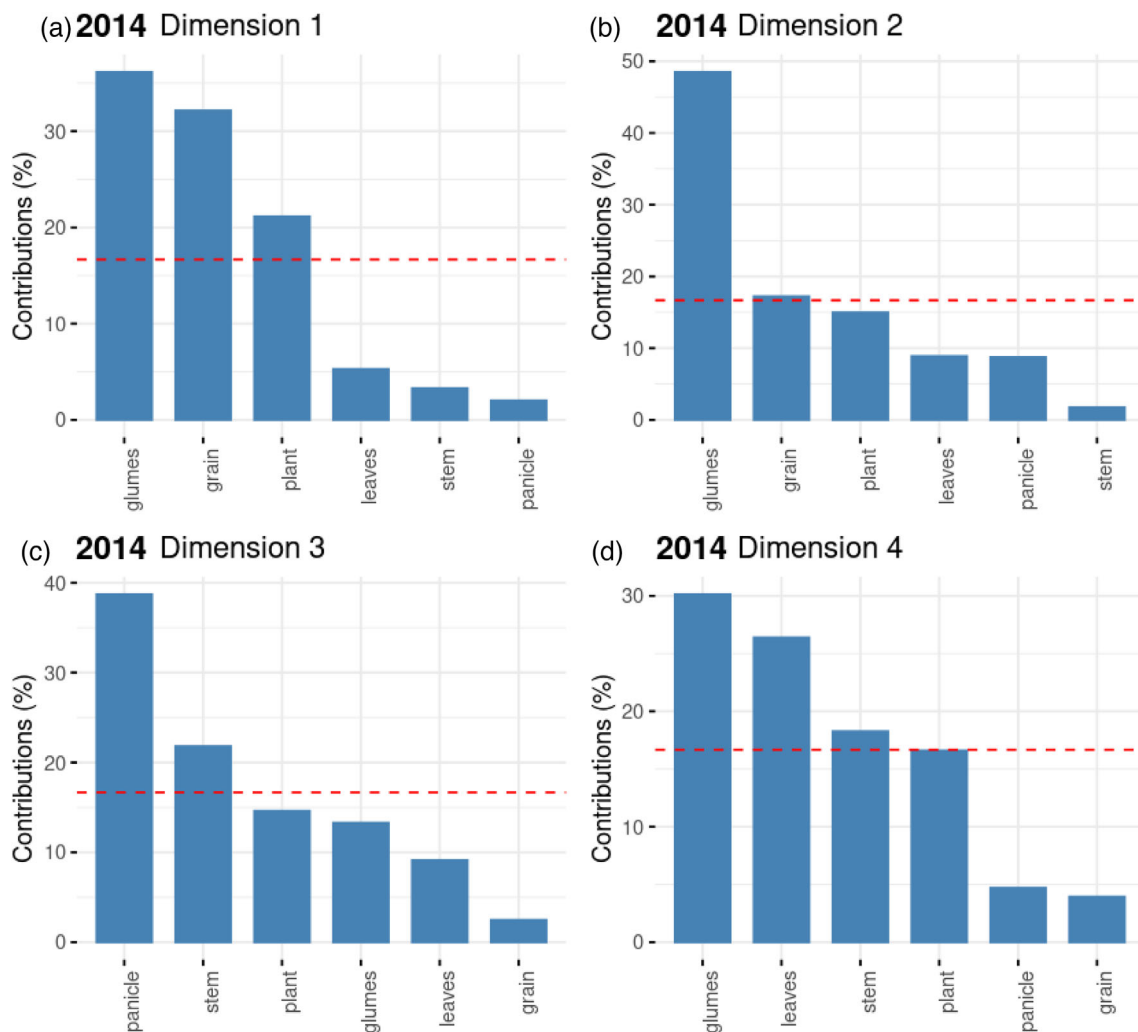 (a) 2014 Dimension 1
Contributions (%)
30
20
10
0
glumes
grain
plant
leaves
stem
panicle
(b) 2014 Dimension 2
Contributions (%)
50
40
30
20
10
0
glumes
grain
plant
leaves
panicle
stem
(c) 2014 Dimension 3
Contributions (%)
40
30
20
10
0
panicle
stem
plant
glumes
leaves
grain
(d) 2014 Dimension 4
Contributions (%)
30
20
10
0
glumes
leaves
stem
plant
panicle
grain